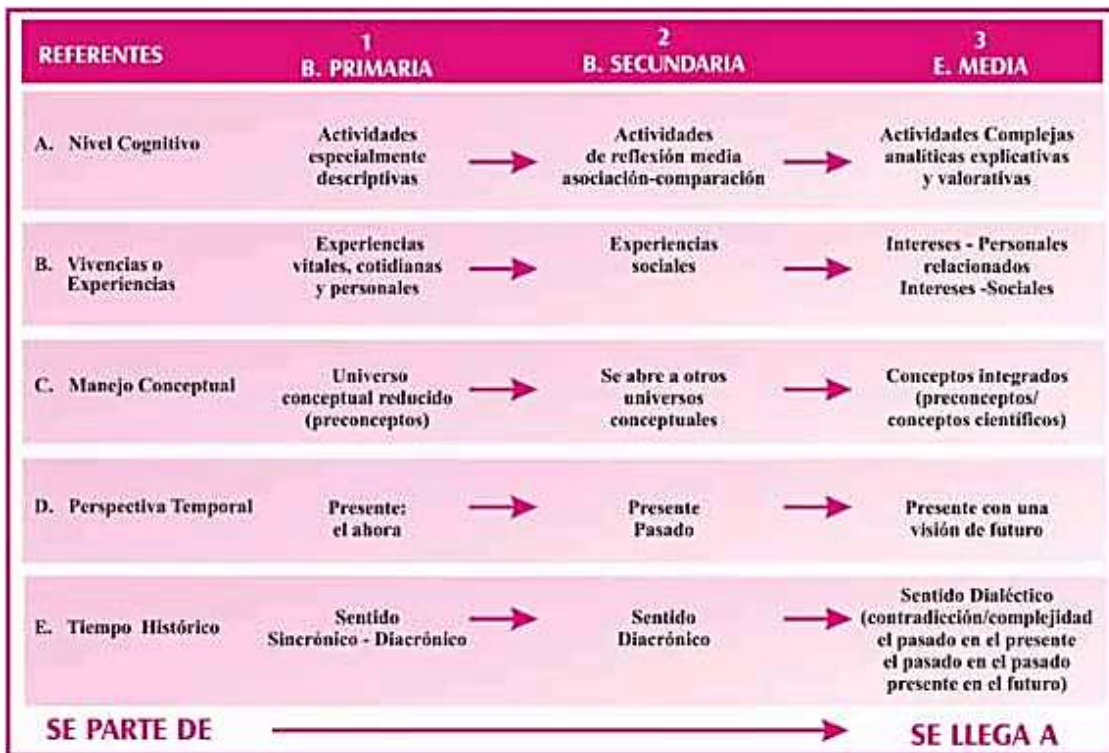 REFERENTES
1
B. PRIMARIA
2
B. SECUNDARIA
3
E. MEDIA
A. Nivel Cognitivo
Actividades
especialmente
descriptivas
Actividades
de reflexión media
asociación-comparación
Actividades Complejas
analíticas explicativas
y valorativas
B. Vivencias o
Experiencias
Experiencias
vitales, cotidianas
y personales
Experiencias
sociales
Intereses - Personales
relacionados
Intereses -Sociales
C. Manejo Conceptual
Universo
conceptual reducido
(preconceptos)
Se abre a otros
universos
conceptuales
Conceptos integrados
(preconceptos/
conceptos científicos)
D. Perspectiva Temporal
Presente:
el ahora
Presente
Pasado
Presente con una
visión de futuro
E. Tiempo Histórico
Sentido
Sincrónico - Diacrónico
Sentido
Diacrónico
Sentido Dialéctico
(contradicción/complejidad
el pasado en el presente
el pasado en el pasado
presente en el futuro)
SE PARTE DE
SE LLEGA A